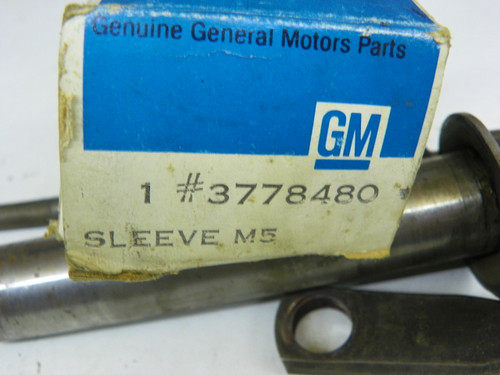 Genuine General Motors Parts
GM
1 #3778480
SLEEVE M5